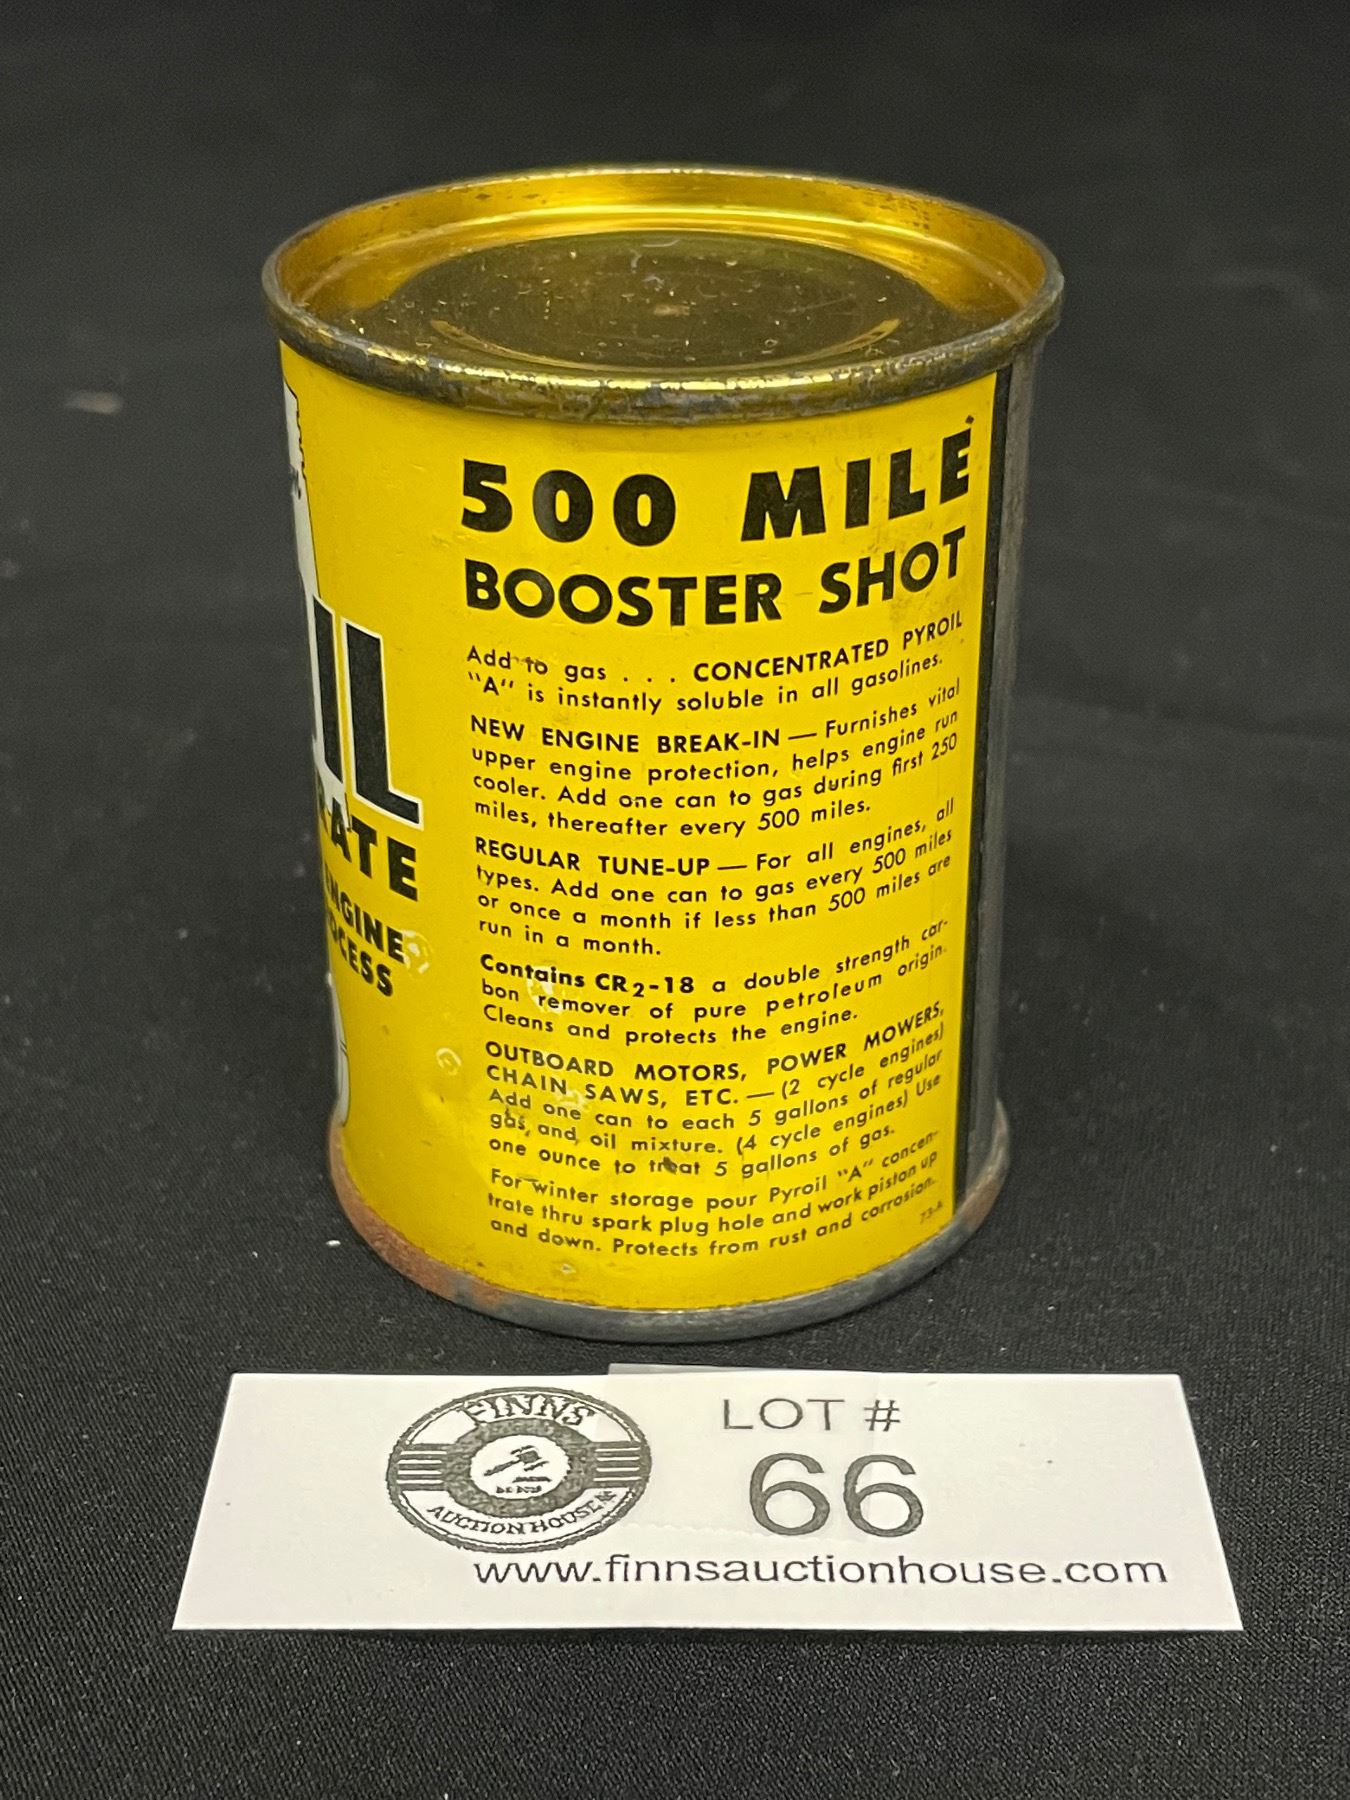 500 MILE
BOOSTER SHOT
Add to gas . . . CONCENTRATED PYROIL
"A" is instantly soluble in all gasolines.
NEW ENGINE BREAK-IN — Furnishes vital
upper engine protection, helps engine run
cooler. Add one can to gas during first 250
miles, thereafter every 500 miles.
REGULAR TUNE-UP — For all engines, all
types. Add one can to gas every 500 miles
or once a month if less than 500 miles are
run in a month.
Contains CR2-18 a double strength car-
bon remover of pure petroleum origin.
Cleans and protects the engine.
OUTBOARD MOTORS, POWER MOWERS,
CHAIN SAWS, ETC. — (2 cycle engines)
Add one can to each 5 gallons of regular
gas and oil mixture. (4 cycle engines) Use
one ounce to treat 5 gallons of gas.
For winter storage pour Pyroil "A" concen-
trate thru spark plug hole and work piston up
and down. Protects from rust and corrosion.
73-A
IL
RATE
NGINE
OCESS
FINNS
AUCTION HOUSE
LOT #
66
www.finnsauctionhouse.com